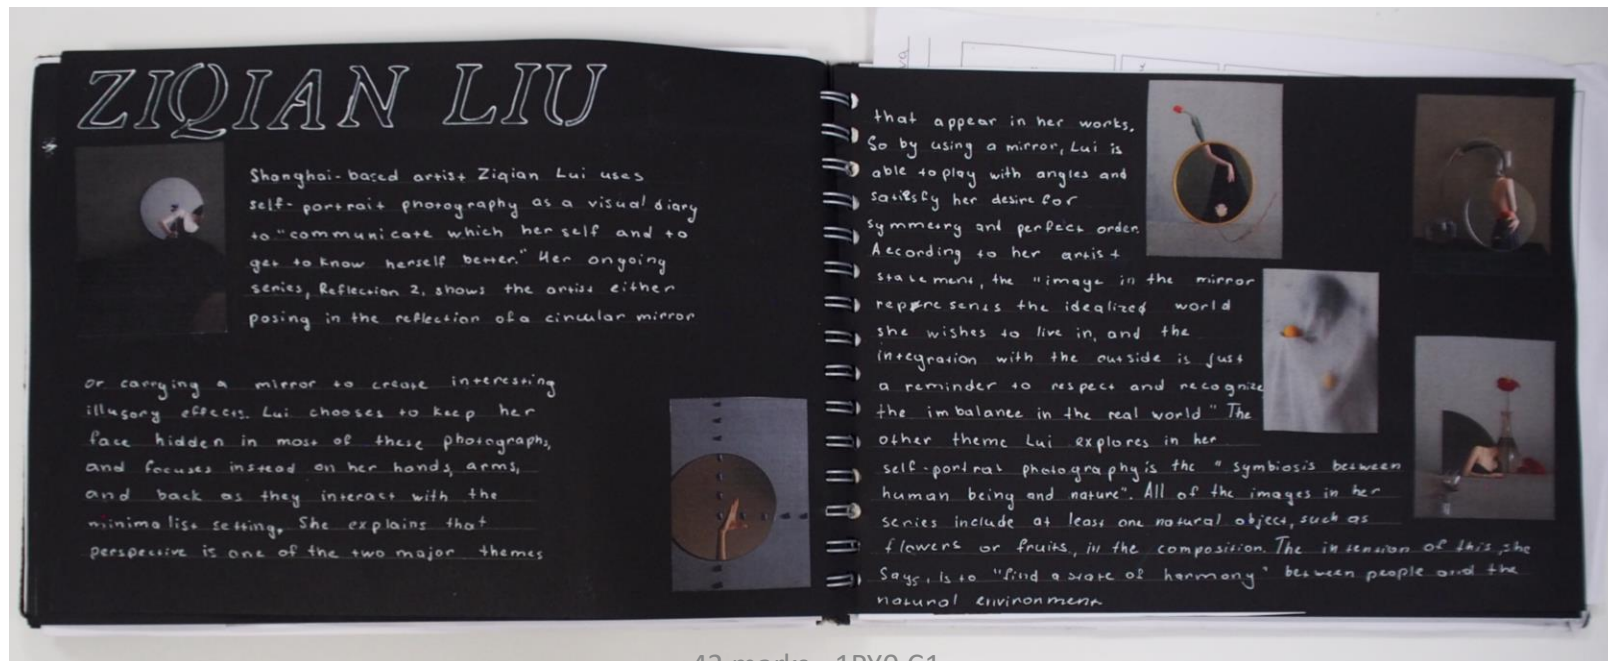 ZIQIAN LIU
Shanghai-based artist Ziqian Lui uses
self-portrait photography as a visual diary
to "communicate which her self and to
get to know herself better." Her ongoing
series, Reflection 2, shows the artist either
posing in the reflection of a circular mirror
or carrying a mirror to create interesting
illusory effects. Lui chooses to keep her
face hidden in most of these photographs,
and focuses instead on her hands, arms,
and back as they interact with the
minimalist setting. She explains that
perspective is one of the two major themes
that appear in her works.
So by using a mirror, Lui is
able to play with angles and
satisfy her desire for
symmetry and perfect order.
According to her artist
statement, the "image in the mirror
represents the idealized world
she wishes to live in, and the
integration with the outside is just
a reminder to respect and recognize
the imbalance in the real world" The
other theme Lui explores in her
self-portrat photography is the "symbiosis between
human being and nature". All of the images in her
series include at least one natural object, such as
flowers or fruits, in the composition. The intension of this, she
says, is to "find a state of harmony" between people and the
natural environment